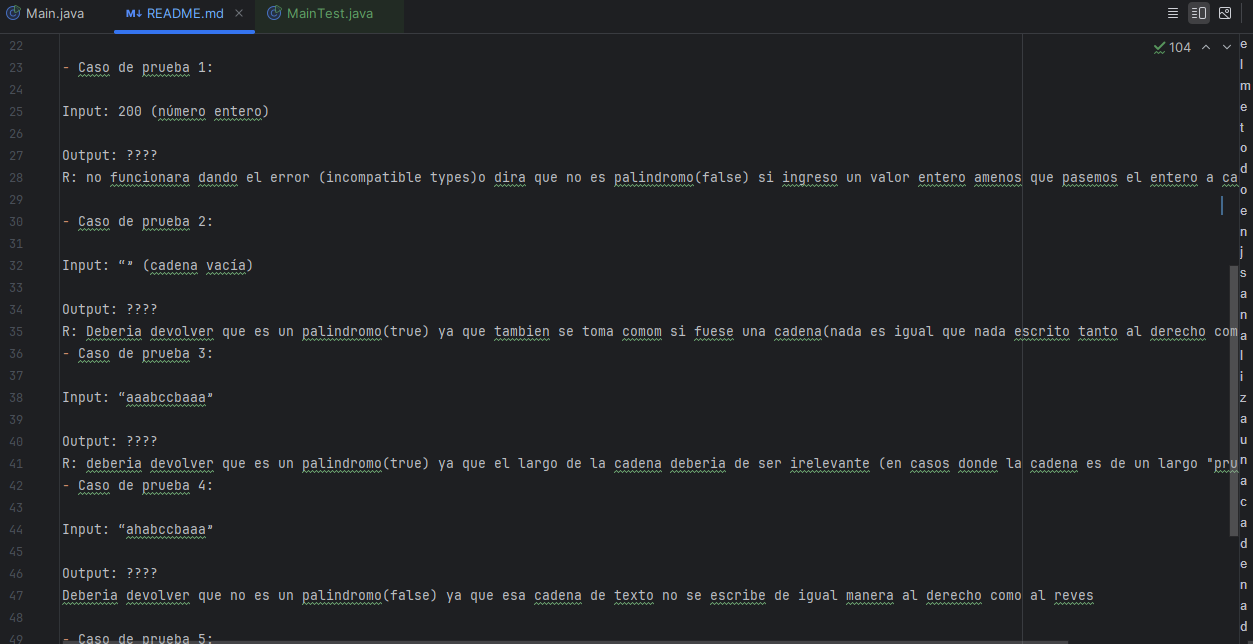 Main.java
README.md
MainTest.java
104
22
23 - Caso de prueba 1:
24
25 Input: 200 (número entero)
26
27 Output: ????
28 R: no funcionara dando el error (incompatible types)o dira que no es palindromo(false) si ingreso un valor entero amenos que pasemos el entero a ca
29
30 - Caso de prueba 2:
31
32 Input: “” (cadena vacía)
33
34 Output: ????
35 R: Deberia devolver que es un palindromo(true) ya que tambien se toma comom si fuese una cadena(nada es igual que nada escrito tanto al derecho com
36 - Caso de prueba 3:
37
38 Input: “aaabccbaaa”
39
40 Output: ????
41 R: deberia devolver que es un palindromo(true) ya que el largo de la cadena deberia de ser irelevante (en casos donde la cadena es de un largo "pru
42 - Caso de prueba 4:
43
44 Input: “ahabccbaaa”
45
46 Output: ????
47 Deberia devolver que no es un palindromo(false) ya que esa cadena de texto no se escribe de igual manera al derecho como al reves
48
49 - Caso de prueba 5:
e
l
m
e
t
o
d
o
e
n
j
s
a
n
a
l
i
z
a
u
n
a
c
a
d
e
n
a
d